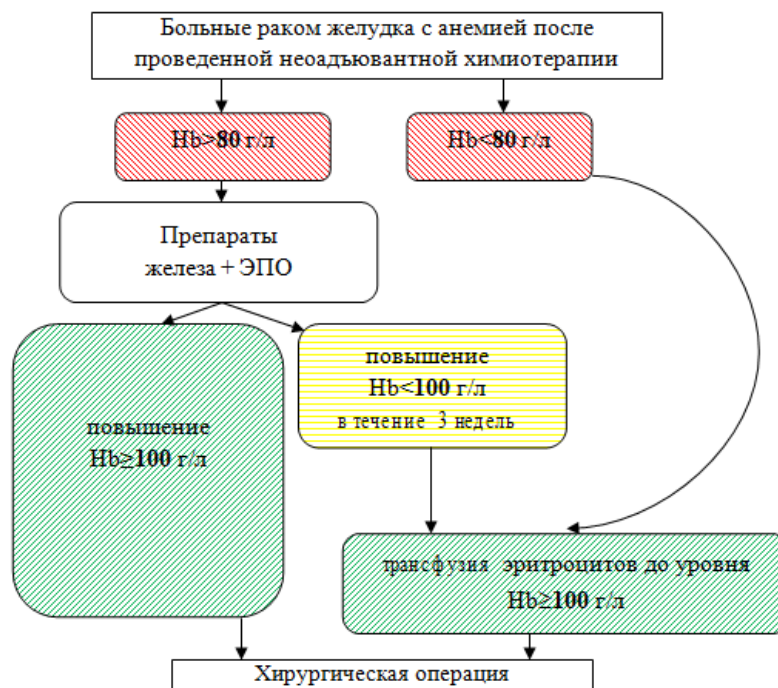 Больные раком желудка с анемией после
проведенной неоадъювантной химиотерапии
Hb>80 г/л
Hb<80 г/л
Препараты
железа + ЭПО
повышение
Hb<100 г/л
в течение 3 недель
повышение
Hb≥100 г/л
трансфузия эритроцитов до уровня
Hb≥100 г/л
Хирургическая операция